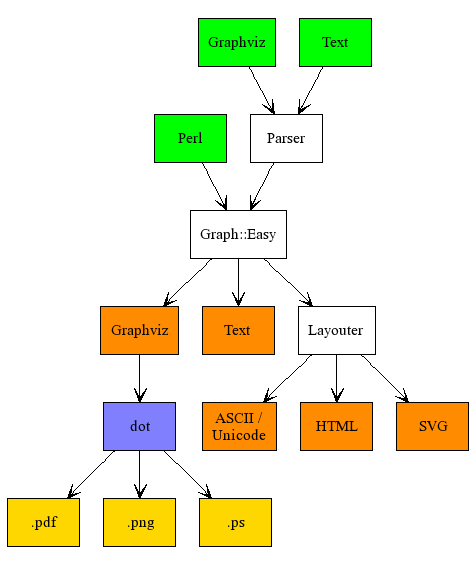 Graphviz
Text
Perl
Parser
Graph::Easy
Graphviz
Text
Layouter
dot
ASCII /
Unicode
HTML
SVG
.pdf
.png
.ps